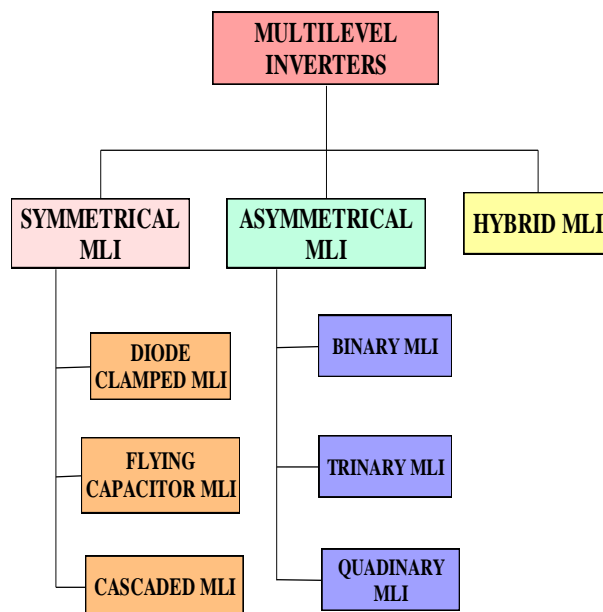 MULTILEVEL
INVERTERS
SYMMETRICAL
MLI
ASYMMETRICAL
MLI
HYBRID MLI
DIODE
CLAMPED MLI
FLYING
CAPACITOR MLI
CASCADED MLI
BINARY MLI
TRINARY MLI
QUADINARY
MLI